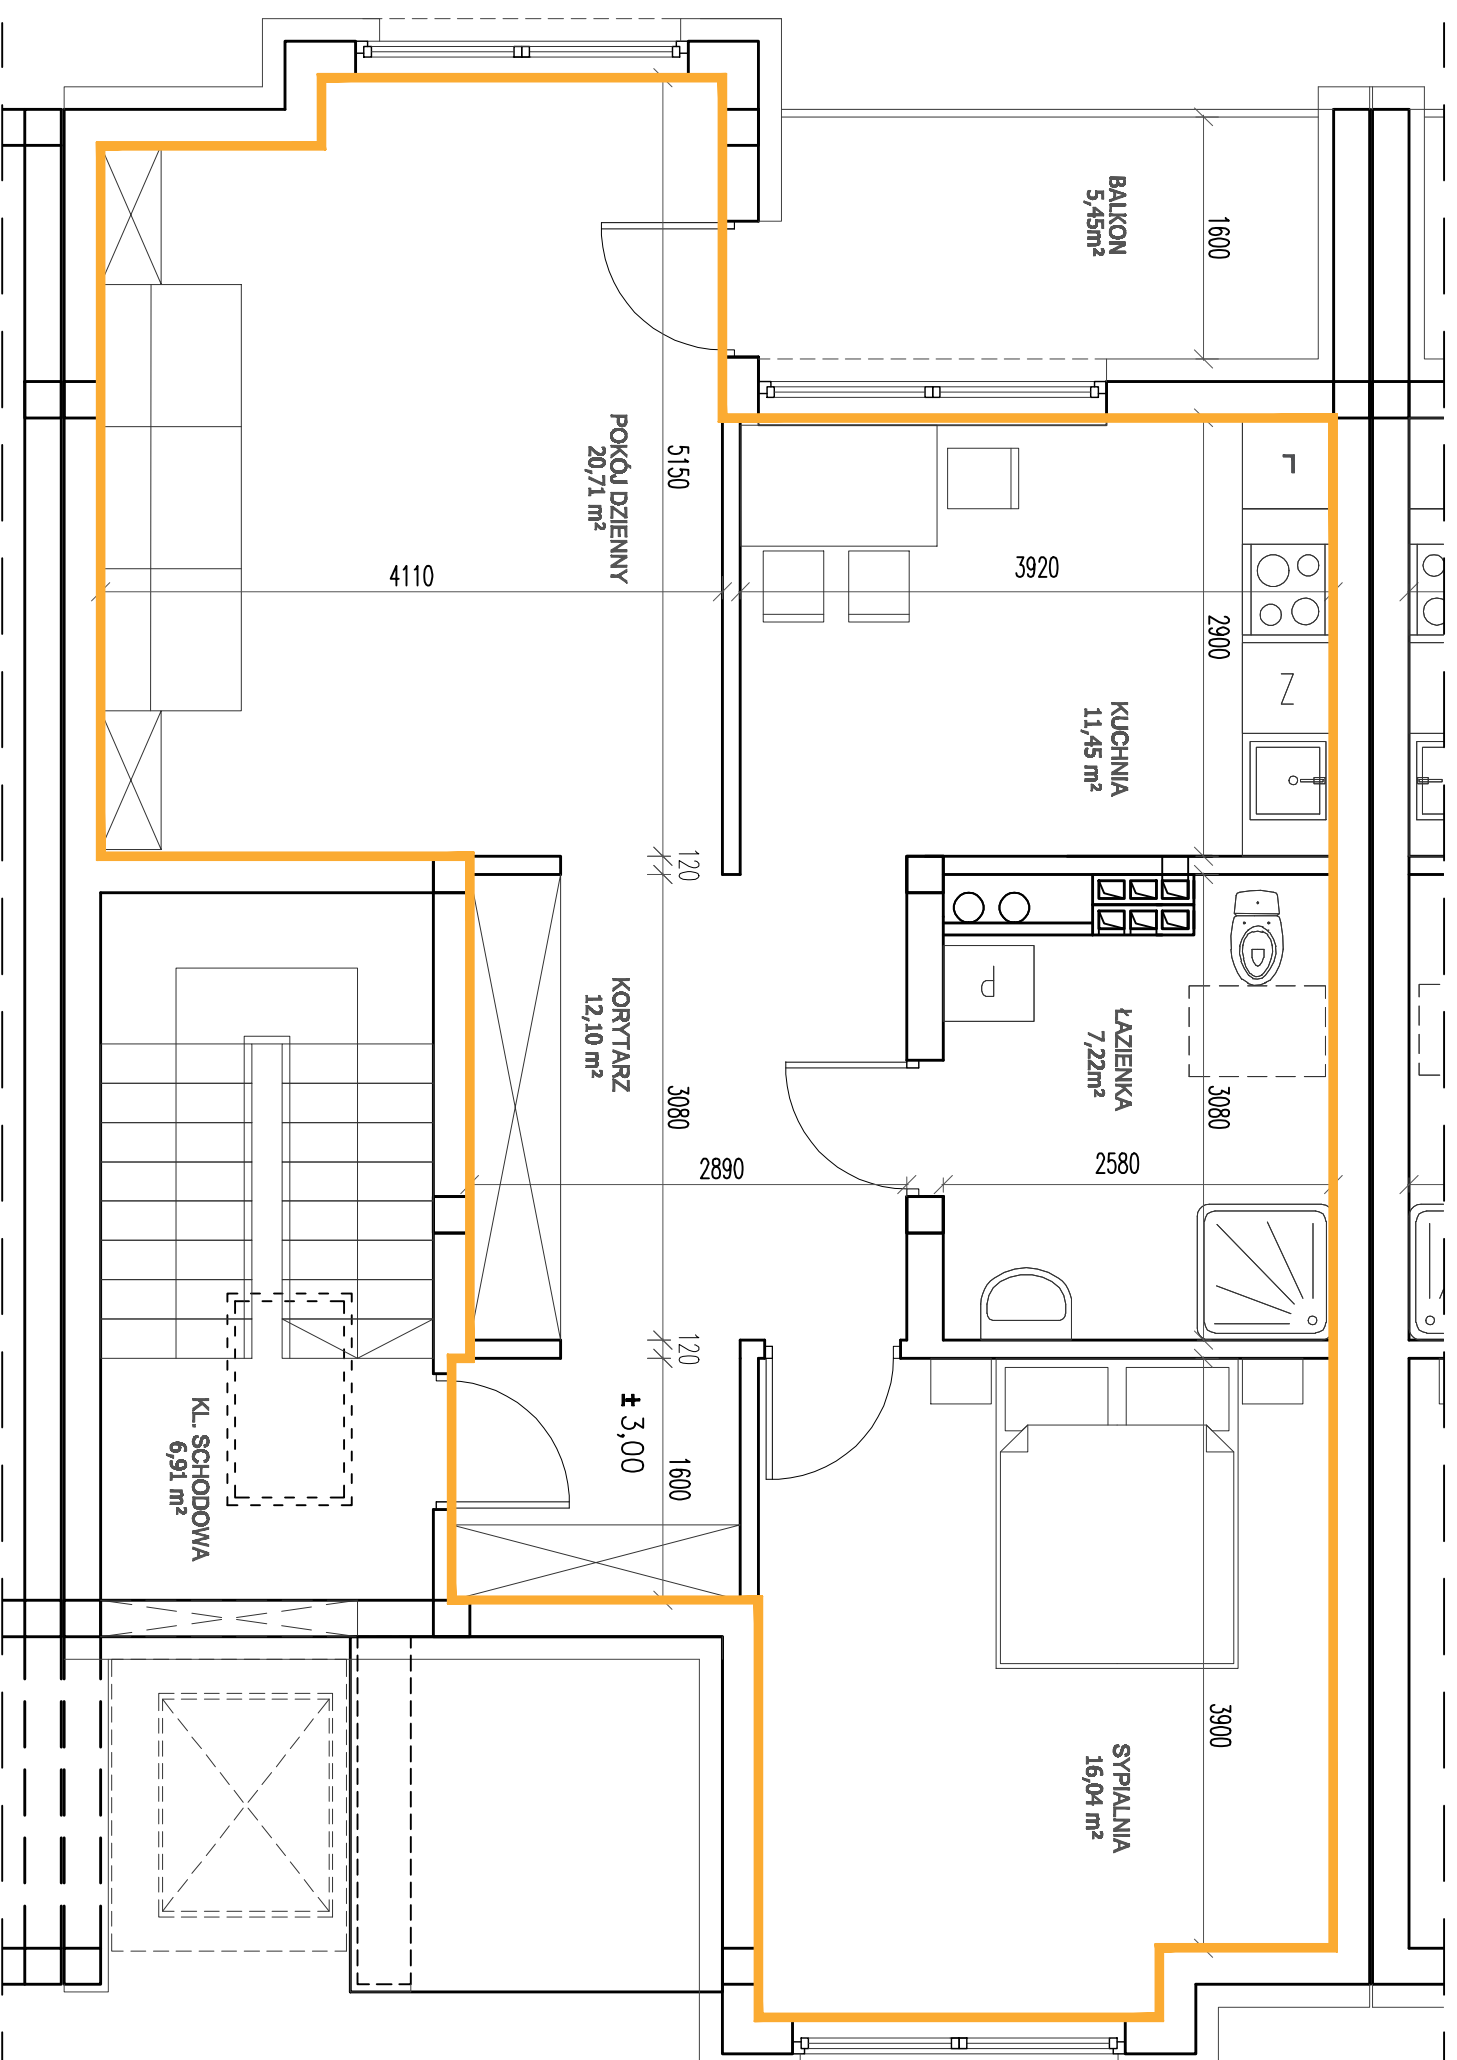 BALKON
5,45m²
1600
POKÓJ DZIENNY
20,71 m²
5150
4110
3920
2900
KUCHNIA
11,45 m²
L
Z
120
KORYTARZ
12,10 m²
3080
2890
ŁAZIENKA
7,22m²
3080
2580
P
120
± 3,00
1600
KL. SCHODOWA
6,91 m²
SYPIALNIA
16,04 m²
3900